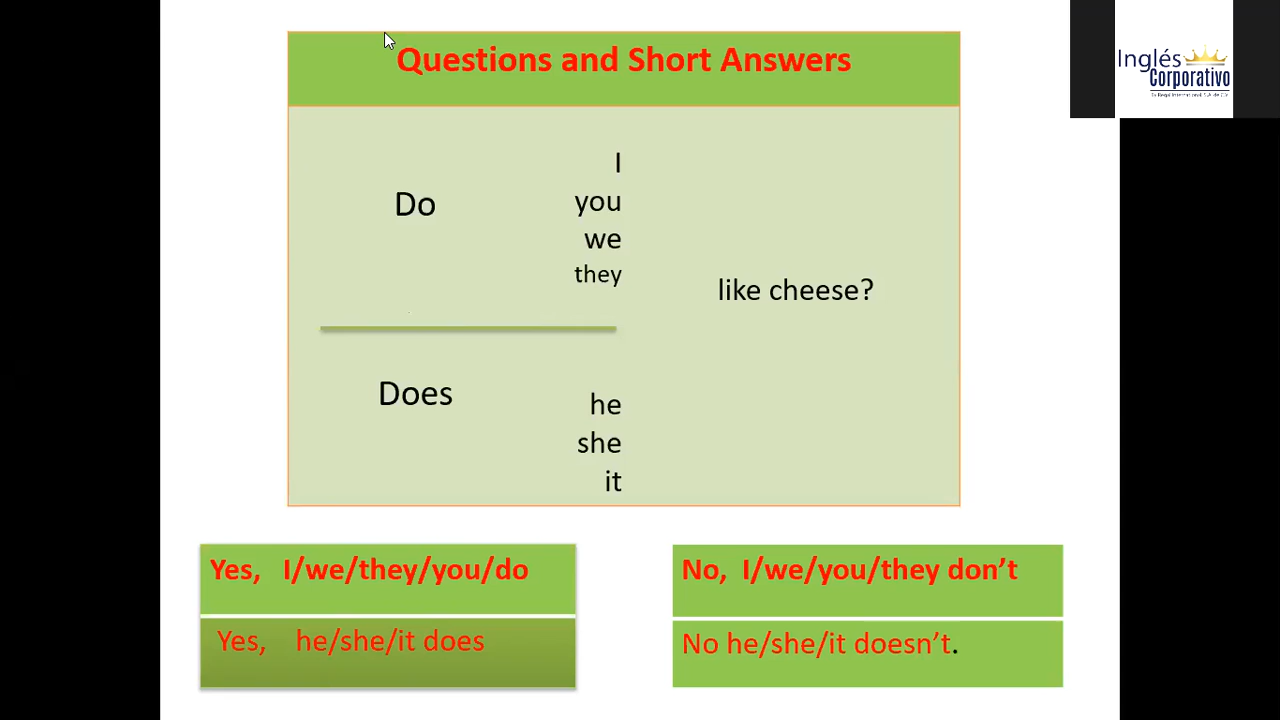 Questions and Short Answers
Inglés
Corporativo
I
Do
you
we
they
like cheese?
Does
he
she
it
Yes, I/we/they/you/do
Yes, he/she/it does
No, I/we/you/they don’t
No he/she/it doesn’t.